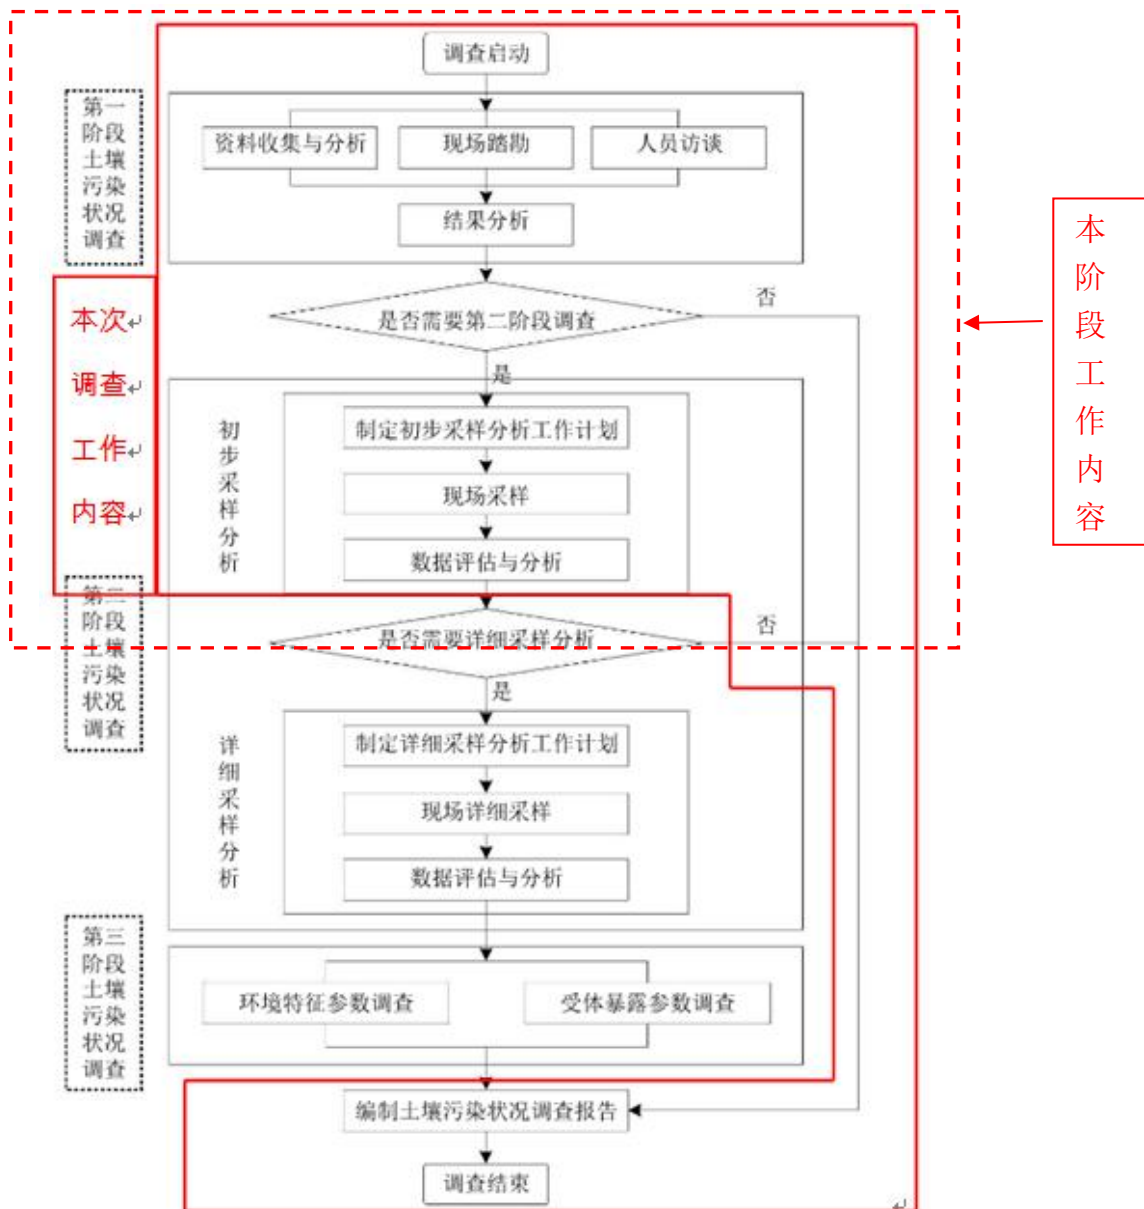 调查启动
第一
阶段
土壤
污染
状况
调查
资料收集与分析
现场踏勘
人员访谈
结果分析
是否需要第二阶段调查
否
是
本次
调查
工作
内容
本
阶
段
工
作
内
容
初
步
采
样
分
析
制定初步采样分析工作计划
现场采样
数据评估与分析
第二
阶段
土壤
污染
状况
调查
是否需要详细采样分析
否
是
详
细
采
样
分
析
制定详细采样分析工作计划
现场详细采样
数据评估与分析
第三
阶段
土壤
污染
状况
调查
环境特征参数调查
受体暴露参数调查
编制土壤污染状况调查报告
调查结束